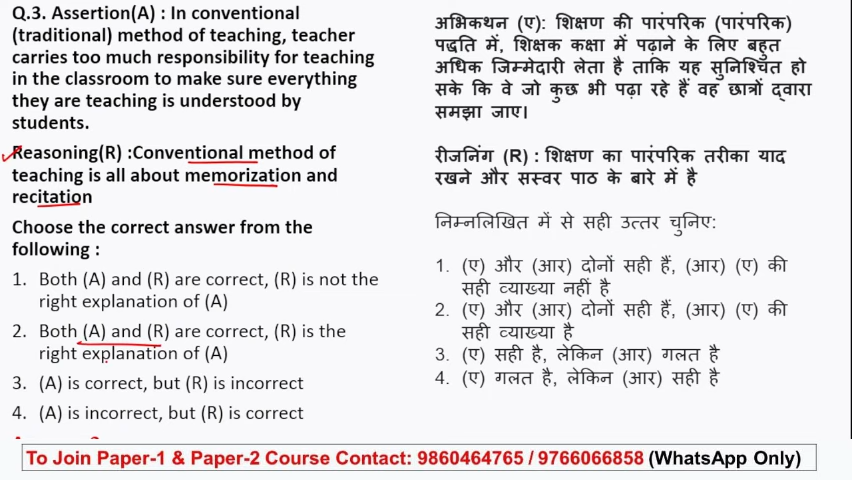 Q.3. Assertion(A) : In conventional
(traditional) method of teaching, teacher
carries too much responsibility for teaching
in the classroom to make sure everything
they are teaching is understood by
students.
Reasoning(R) :Conventional method of
teaching is all about memorization and
recitation
Choose the correct answer from the
following :
1. Both (A) and (R) are correct, (R) is not the
right explanation of (A)
2. Both (A) and (R) are correct, (R) is the
right explanation of (A)
3. (A) is correct, but (R) is incorrect
4. (A) is incorrect, but (R) is correct
अभिकथन (ए): शिक्षण की पारंपरिक (पारंपरिक)
पद्धति में, शिक्षक कक्षा में पढ़ाने के लिए बहुत
अधिक जिम्मेदारी लेता है ताकि यह सुनिश्चित हो
सके कि वे जो कुछ भी पढ़ा रहे हैं वह छात्रों द्वारा
समझा जाए।
रीजनिंग (R) : शिक्षण का पारंपरिक तरीका याद
रखने और सस्वर पाठ के बारे में है
निम्नलिखित में से सही उत्तर चुनिए:
1. (ए) और (आर) दोनों सही हैं, (आर) (ए) की
सही व्याख्या नहीं है
2. (ए) और (आर) दोनों सही हैं, (आर) (ए) की
सही व्याख्या है
3. (ए) सही है, लेकिन (आर) गलत है
4. (ए) गलत है, लेकिन (आर) सही है
To Join Paper-1 & Paper-2 Course Contact: 9860464765 / 9766066858 (WhatsApp Only)